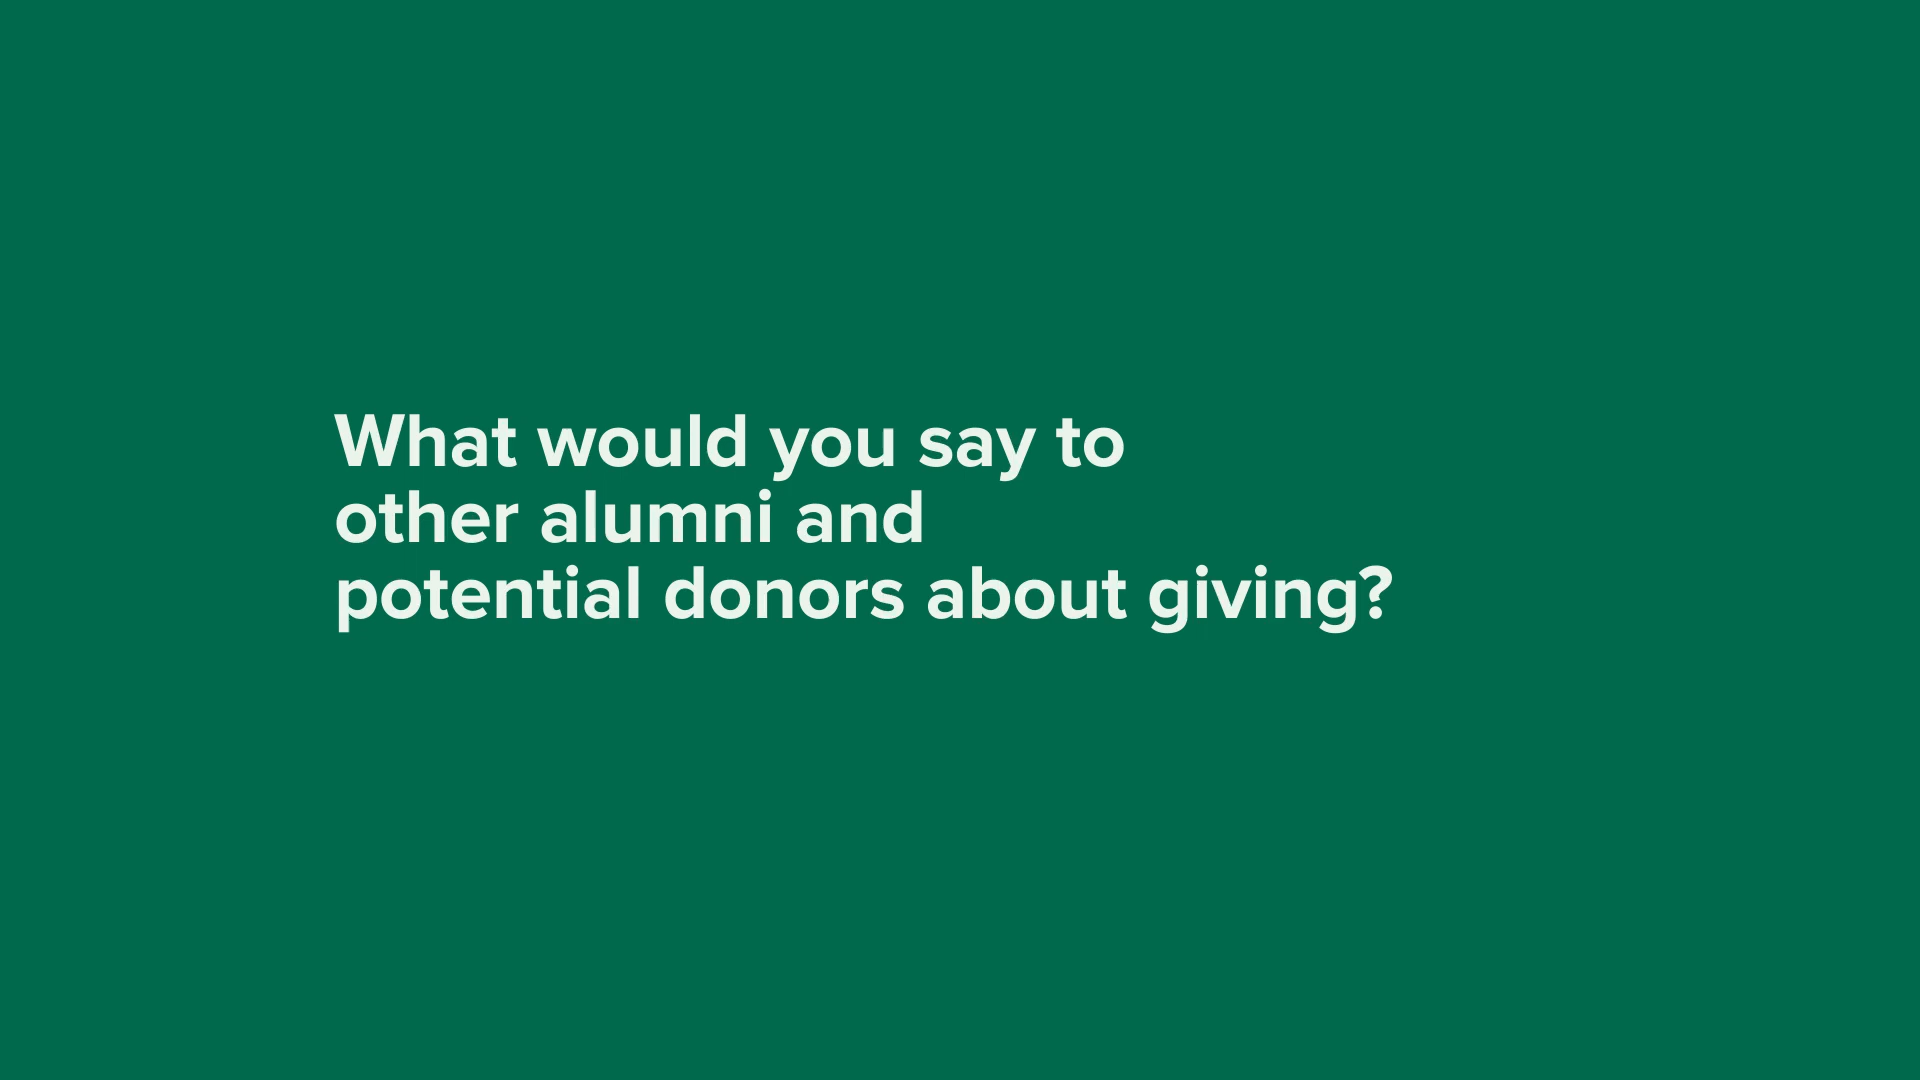 What would you say to
other alumni and
potential donors about giving?